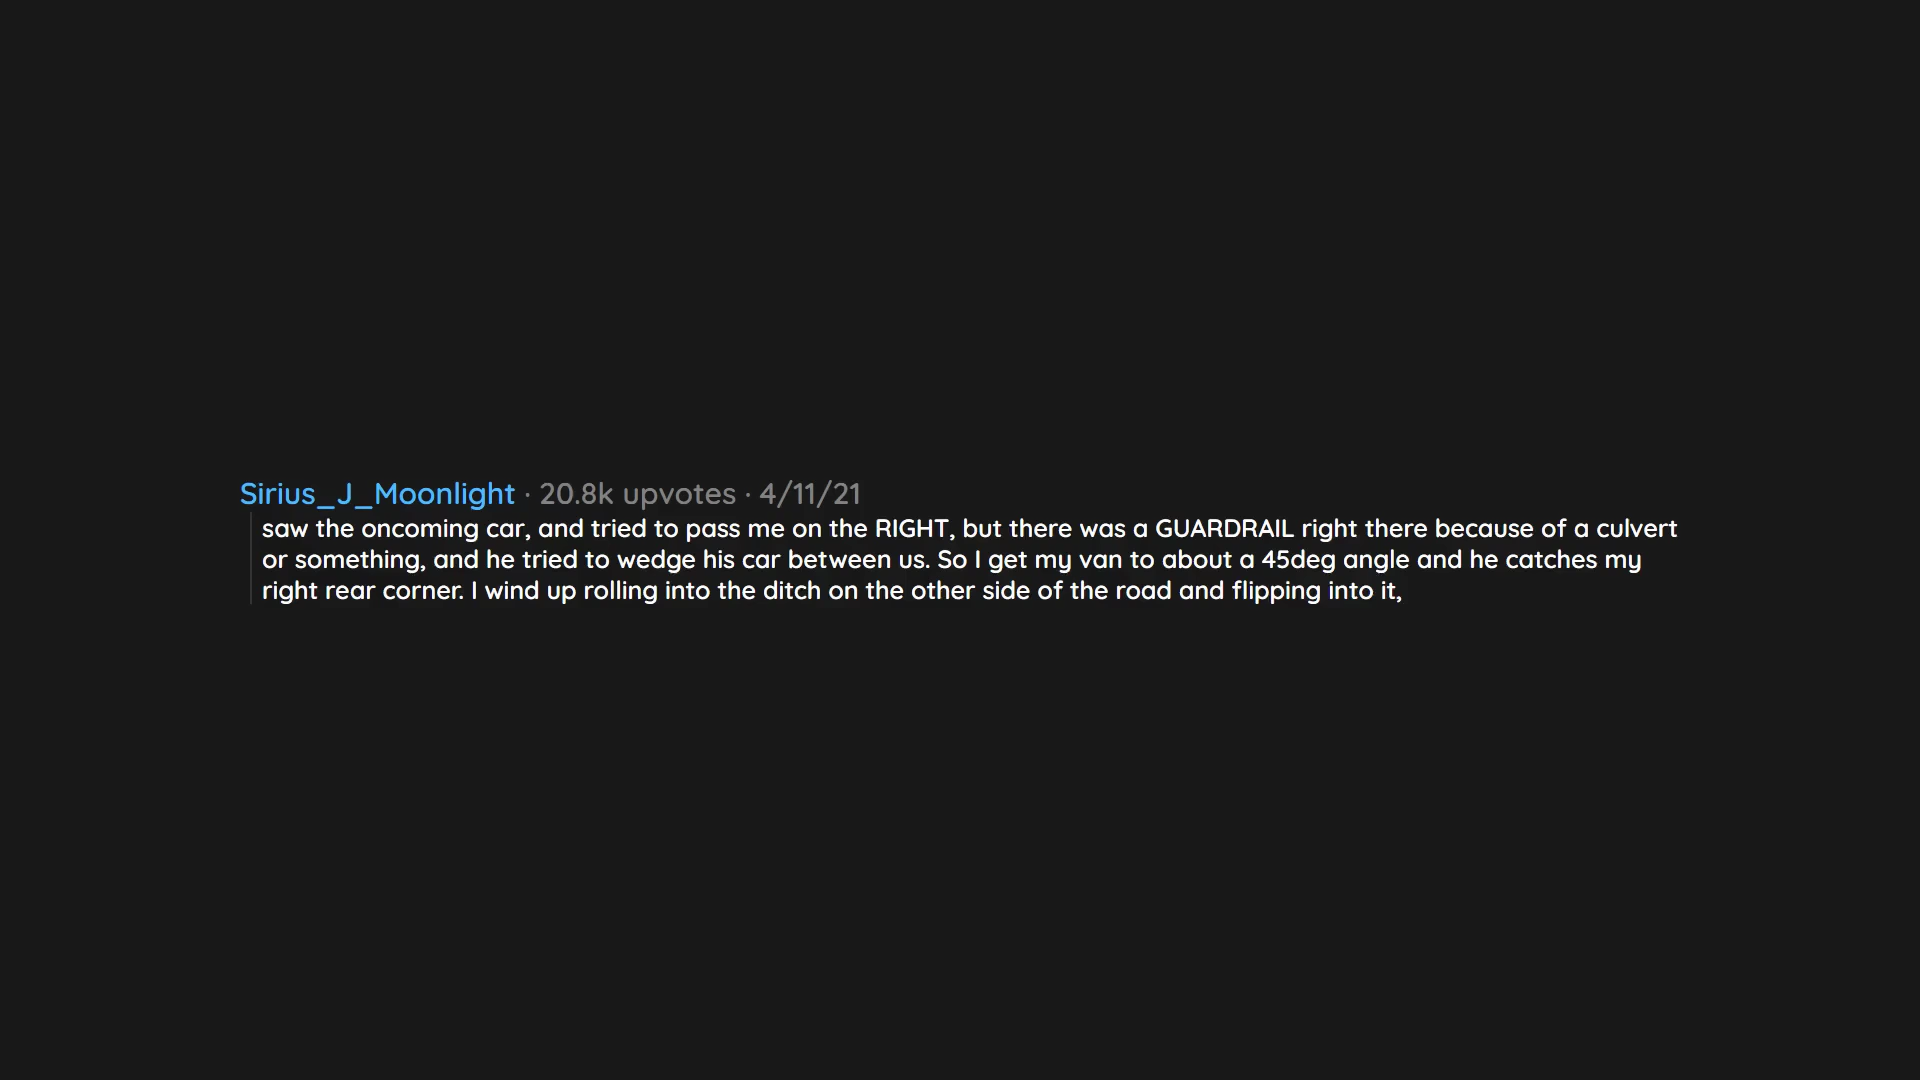 Sirius_J_Moonlight · 20.8k upvotes · 4/11/21
saw the oncoming car, and tried to pass me on the RIGHT, but there was a GUARDRAIL right there because of a culvert
or something, and he tried to wedge his car between us. So I get my van to about a 45deg angle and he catches my
right rear corner. I wind up rolling into the ditch on the other side of the road and flipping into it,